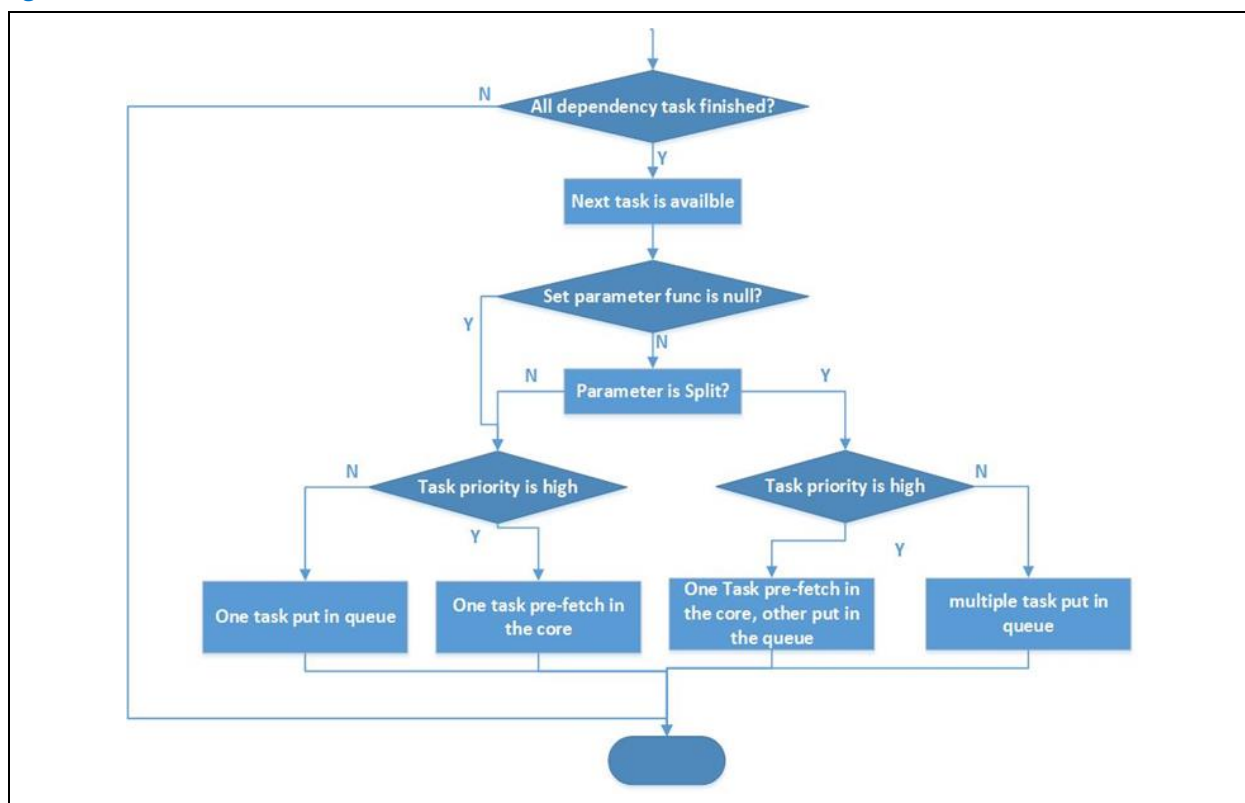 N
All dependency task finished?
Y
Next task is availble
Set parameter func is null?
Y
N
N
Parameter is Split?
Y
N
Task priority is high
Task priority is high
N
Y
Y
One task put in queue
One task pre-fetch in
the core
One Task pre-fetch in
the core, other put in
the queue
multiple task put in
queue